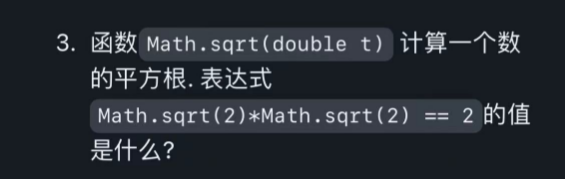 3. 函数 Math.sqrt(double t) 计算一个数
的平方根. 表达式
Math.sqrt(2)*Math.sqrt(2) == 2 的值
是什么?